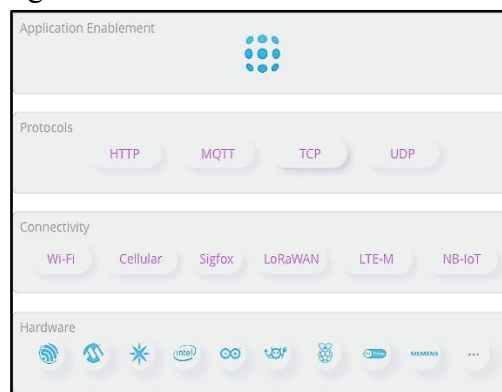 Application Enablement
Protocols
HTTP MQTT TCP UDP
Connectivity
Wi-Fi Cellular Sigfox LoRaWAN LTE-M NB-IoT
Hardware
intel SIEMENS ...